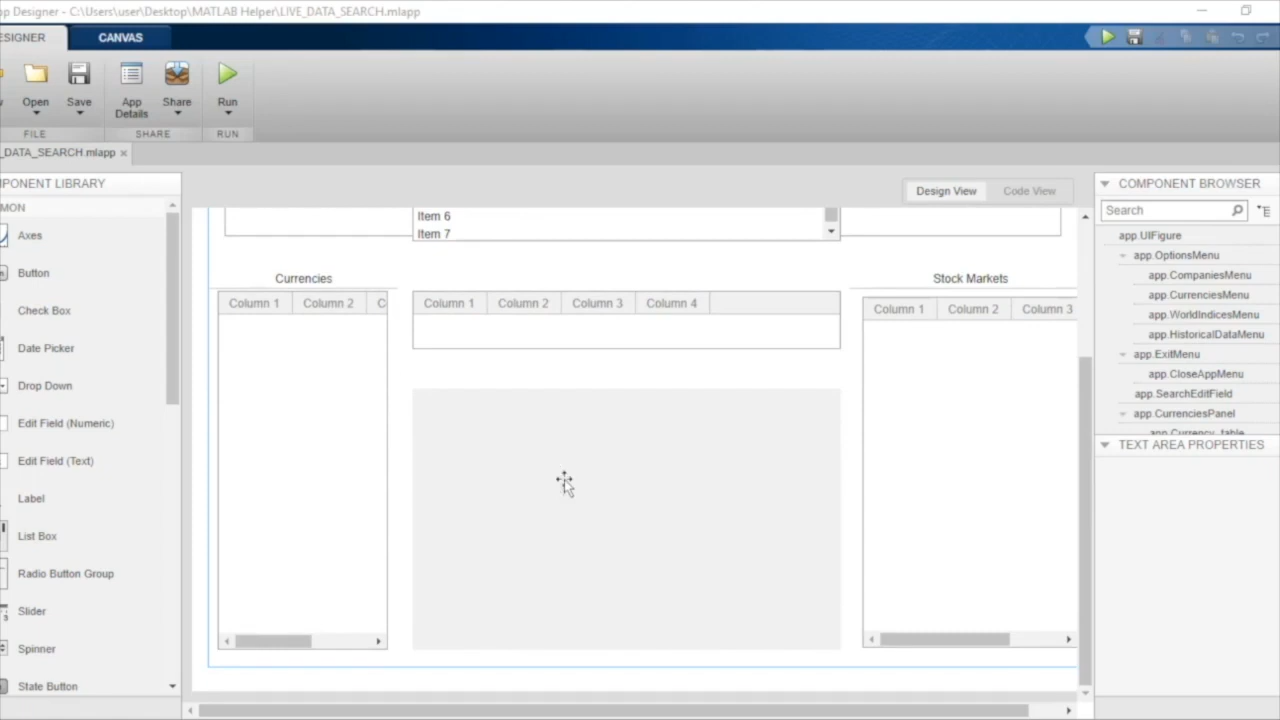 pp Designer - C:\Users\user\Desktop\MATLAB Helper\LIVE_DATA_SEARCH.mlapp
ESIGNER
CANVAS
Open
Save
App Details
Share
Run
FILE
SHARE
RUN
_DATA_SEARCH.mlapp ×
PONENT LIBRARY
MON
Axes
Button
Check Box
Date Picker
Drop Down
Edit Field (Numeric)
Edit Field (Text)
Label
List Box
Radio Button Group
Slider
Spinner
State Button
Design View
Code View
Item 6
Item 7
Currencies
Column 1 Column 2 C
Column 1 Column 2 Column 3 Column 4
Stock Markets
Column 1 Column 2 Column 3
COMPONENT BROWSER
Search
app.UIFigure
app.OptionsMenu
app.CompaniesMenu
app.CurrenciesMenu
app.WorldIndicesMenu
app.HistoricalDataMenu
app.ExitMenu
app.CloseAppMenu
app.SearchEditField
app.CurrenciesPanel
app.Currency_table
TEXT AREA PROPERTIES